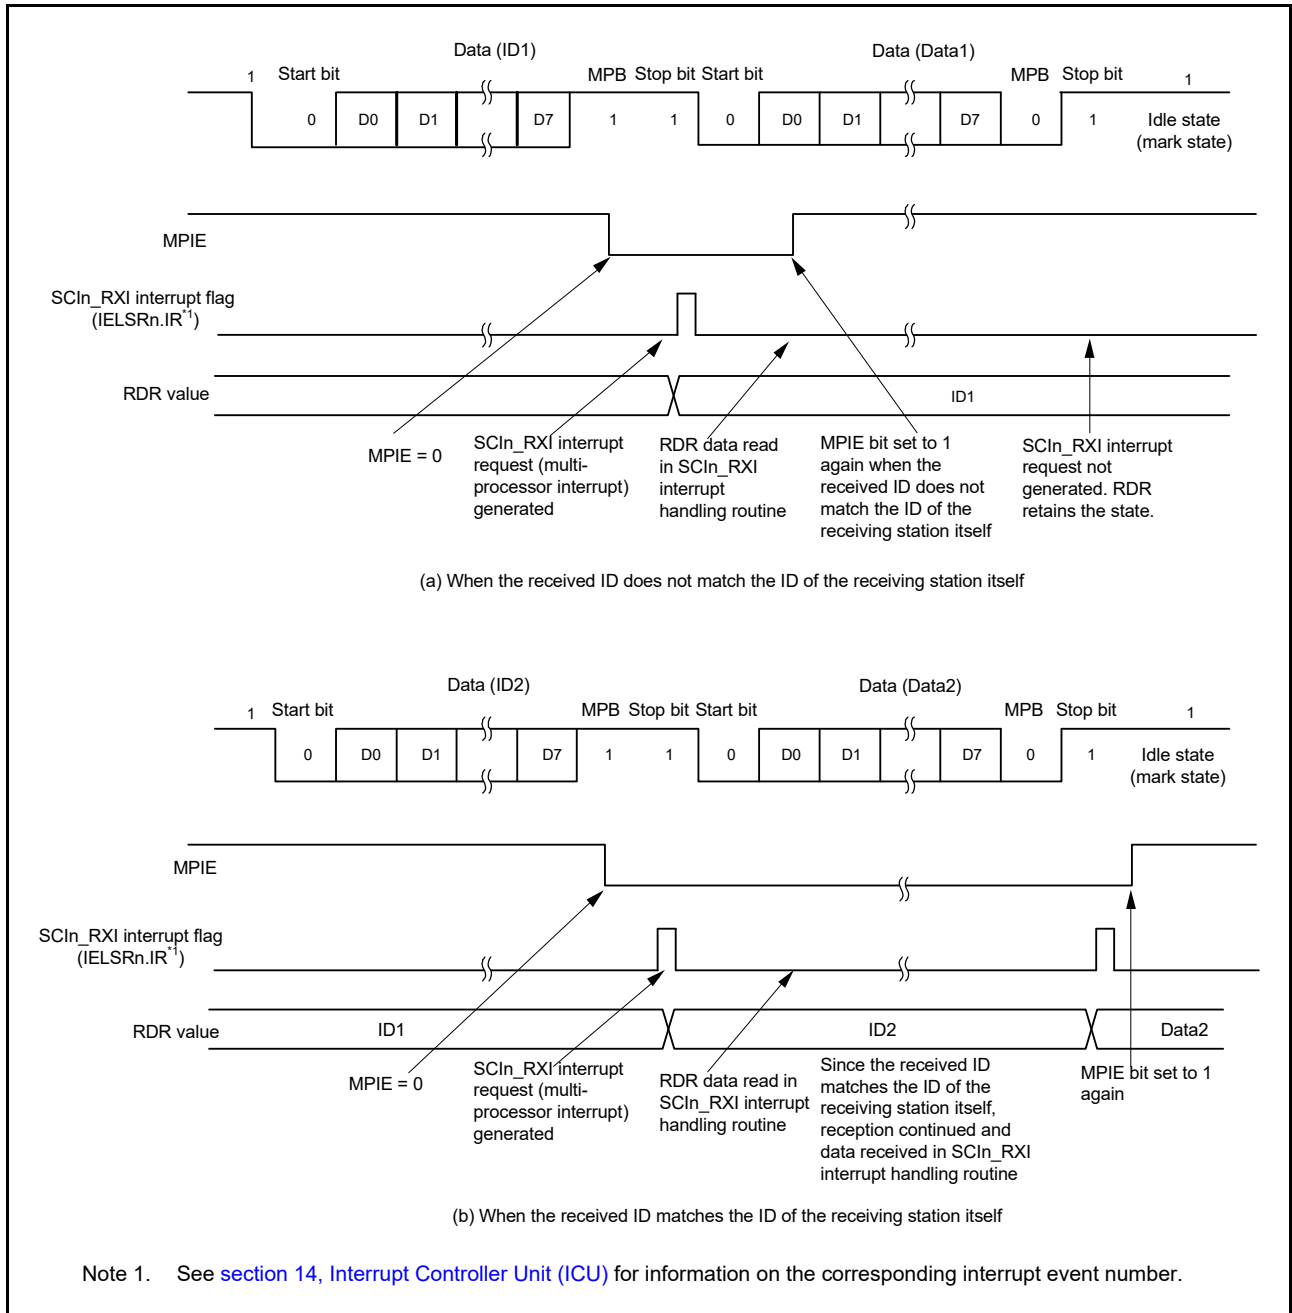 Data (ID1) Data (Data1)
1 Start bit MPB Stop bit Start bit MPB Stop bit 1
0 D0 D1 D7 1 1 0 D0 D1 D7 0 1 Idle state
(mark state)
MPIE
SCIn_RXI interrupt flag
(IELSRn.IR*1)
RDR value ID1
MPIE = 0
SCIn_RXI interrupt
request (multi-
processor interrupt)
generated
RDR data read
in SCIn_RXI
interrupt
handling routine
MPIE bit set to 1
again when the
received ID does not
match the ID of the
receiving station itself
SCIn_RXI interrupt
request not
generated. RDR
retains the state.
(a) When the received ID does not match the ID of the receiving station itself
Data (ID2) Data (Data2)
1 Start bit MPB Stop bit Start bit MPB Stop bit 1
0 D0 D1 D7 1 1 0 D0 D1 D7 0 1 Idle state
(mark state)
MPIE
SCIn_RXI interrupt flag
(IELSRn.IR*1)
RDR value ID1 ID2 Data2
MPIE = 0
SCIn_RXI interrupt
request (multi-
processor interrupt)
generated
RDR data read in
SCIn_RXI interrupt
handling routine
Since the received ID
matches the ID of the
receiving station itself,
reception continued and
data received in SCIn_RXI
interrupt handling routine
MPIE bit set to 1
again
(b) When the received ID matches the ID of the receiving station itself
Note 1. See section 14, Interrupt Controller Unit (ICU) for information on the corresponding interrupt event number.